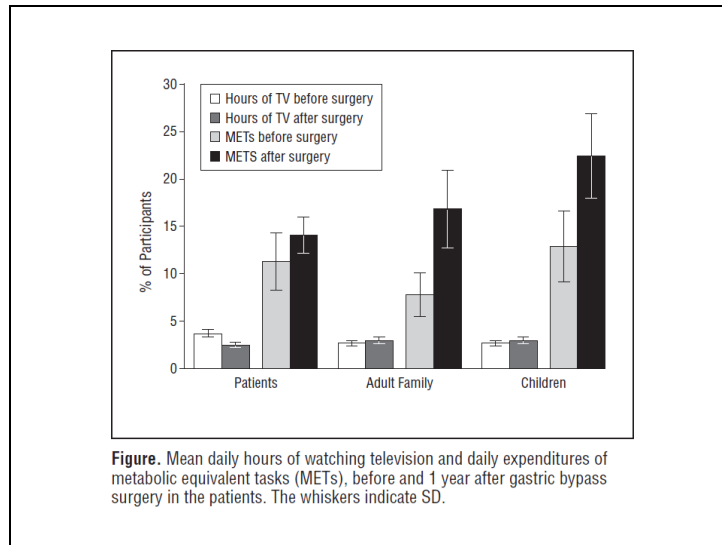 30
25
20
15
10
5
0
% of Participants
Hours of TV before surgery
Hours of TV after surgery
METs before surgery
METS after surgery
Patients
Adult Family
Children
Figure. Mean daily hours of watching television and daily expenditures of
metabolic equivalent tasks (METs), before and 1 year after gastric bypass
surgery in the patients. The whiskers indicate SD.